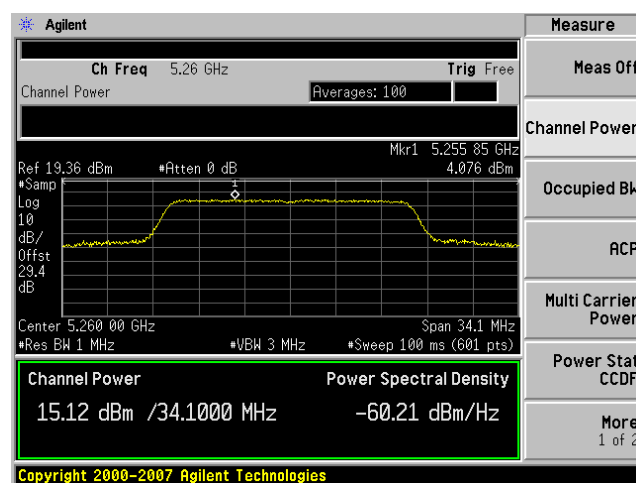 Agilent
Measure
Ch Freq 5.26 GHz Trig Free
Channel Power Averages: 100
Mkr1 5.255 85 GHz
Ref 19.36 dBm #Atten 0 dB 4.076 dBm
#Samp
Log
10
dB/
Offst
29.4
dB
1
Center 5.260 00 GHz Span 34.1 MHz
#Res BW 1 MHz #VBW 3 MHz #Sweep 100 ms (601 pts)
Channel Power Power Spectral Density
15.12 dBm /34.1000 MHz -60.21 dBm/Hz
Copyright 2000-2007 Agilent Technologies
Meas Off
Channel Power
Occupied BW
ACP
Multi Carrier
Power
Power Stat
CCDF
More
1 of 2